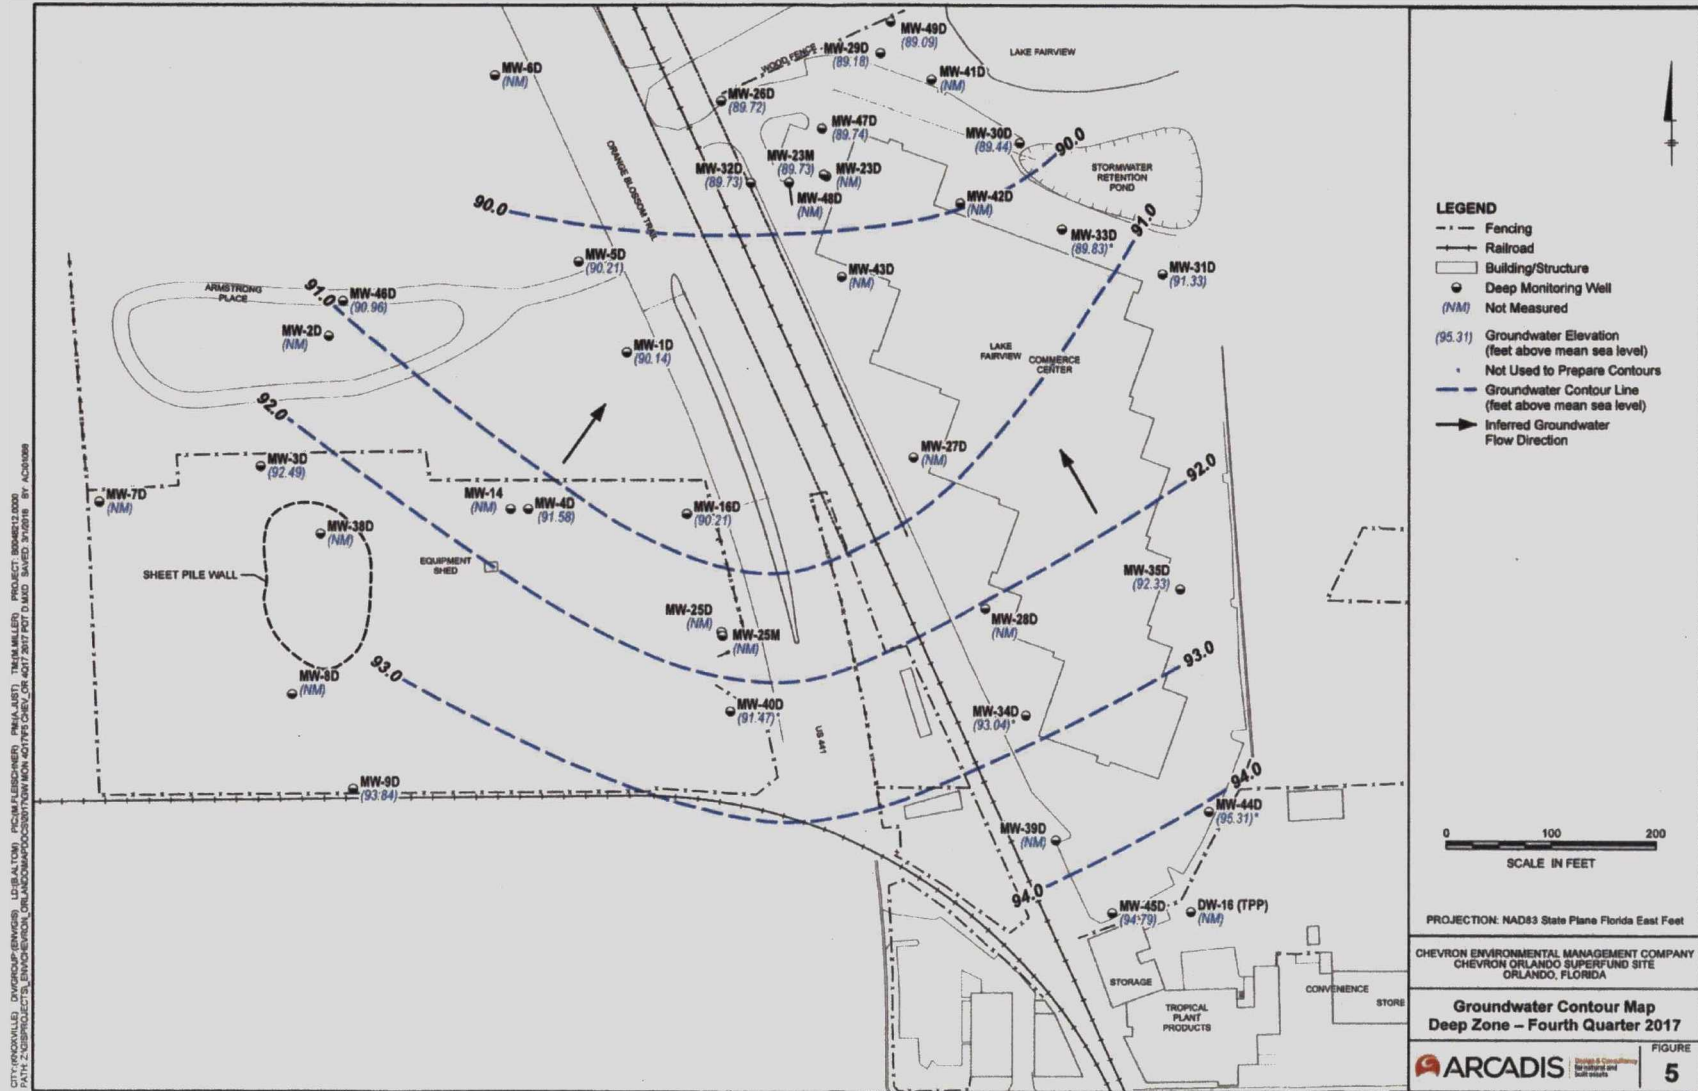 MW-49D
(89.09)
MW-29D
(89.18)
WOOD FENCE
LAKE FAIRVIEW
MW-6D
(NM)
MW-41D
(NM)
MW-26D
(89.72)
MW-47D
(89.74)
MW-30D
(89.44)
90.0
ORANGE BLOSSOM TRAIL
MW-23M
(89.73)
MW-32D
(89.73)
MW-23D
(NM)
STORMWATER
RETENTION
POND
MW-48D
(NM)
MW-42D
(NM)
90.0
91.0
MW-33D
(89.83)*
MW-5D
(90.21)
MW-43D
(NM)
MW-31D
(91.33)
ARMSTRONG
PLACE
91.0
MW-46D
(90.96)
MW-2D
(NM)
MW-1D
(90.14)
LAKE
FAIRVIEW
COMMERCE
CENTER
92.0
MW-3D
(92.49)
MW-27D
(NM)
92.0
MW-7D
(NM)
MW-14
(NM)
MW-4D
(91.58)
MW-16D
(90.21)
MW-38D
(NM)
SHEET PILE WALL
EQUIPMENT
SHED
MW-35D
(92.33)
MW-25D
(NM)
MW-28D
(NM)
MW-25M
(NM)
93.0
93.0
MW-8D
(NM)
MW-40D
(91.47)*
US 441
MW-34D
(93.04)*
MW-9D
(93.84)
94.0
MW-44D
(95.31)*
MW-39D
(NM)
94.0
MW-45D
(94.79)
DW-16 (TPP)
(NM)
STORAGE
TROPICAL
PLANT
PRODUCTS
CONVENIENCE
STORE
LEGEND
Fencing
Railroad
Building/Structure
Deep Monitoring Well
(NM) Not Measured
(95.31) Groundwater Elevation
(feet above mean sea level)
* Not Used to Prepare Contours
Groundwater Contour Line
(feet above mean sea level)
Inferred Groundwater
Flow Direction
0 100 200
SCALE IN FEET
PROJECTION: NAD83 State Plane Florida East Feet
CHEVRON ENVIRONMENTAL MANAGEMENT COMPANY
CHEVRON ORLANDO SUPERFUND SITE
ORLANDO, FLORIDA
Groundwater Contour Map
Deep Zone – Fourth Quarter 2017
ARCADIS
Design & Consultancy
for natural and
built assets
FIGURE
5